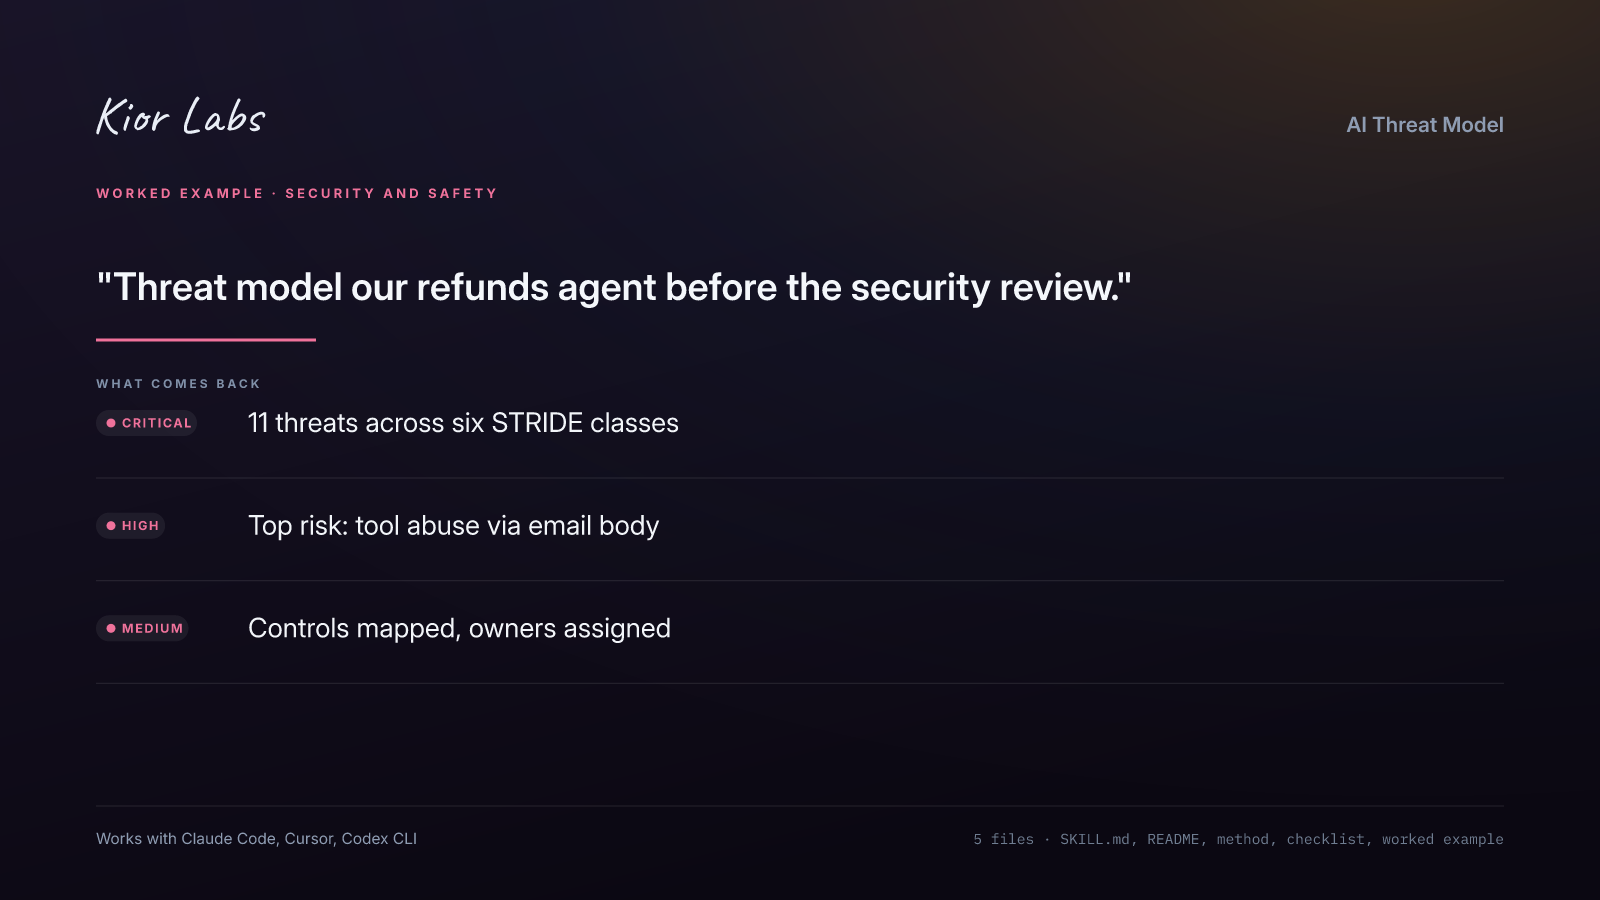 Kior Labs
AI Threat Model
WORKED EXAMPLE · SECURITY AND SAFETY
"Threat model our refunds agent before the security review."
WHAT COMES BACK
CRITICAL 11 threats across six STRIDE classes
HIGH Top risk: tool abuse via email body
MEDIUM Controls mapped, owners assigned
Works with Claude Code, Cursor, Codex CLI
5 files · SKILL.md, README, method, checklist, worked example